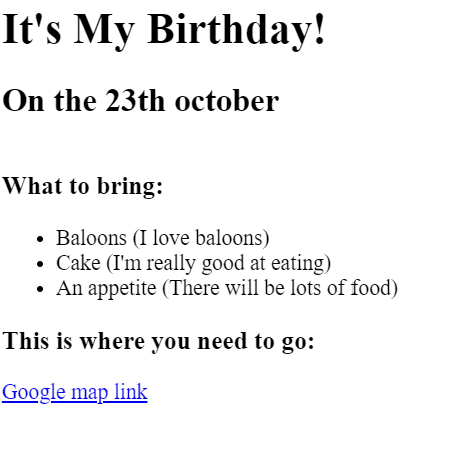 It's My Birthday!
On the 23th october
What to bring:
Baloons (I love baloons)
Cake (I'm really good at eating)
An appetite (There will be lots of food)
This is where you need to go:
Google map link